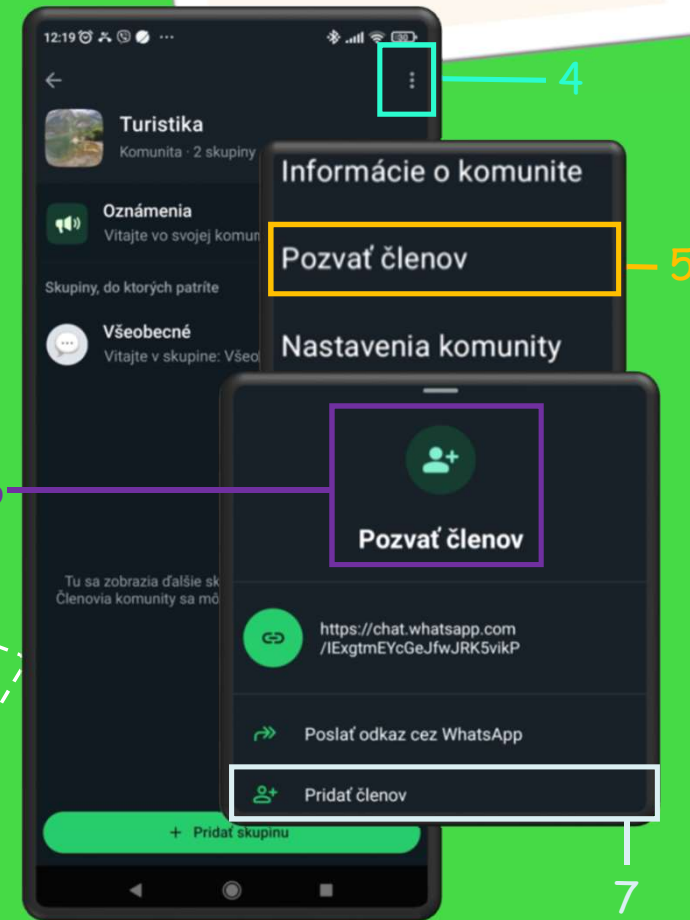 12:19
30
4
Turistika
Komunita · 2 skupiny
Informácie o komunite
Oznámenia
Vitajte vo svojej komun
Pozvať členov
5
Skupiny, do ktorých patríte
Všeobecné
Vitajte v skupine: Všeo
Nastavenia komunity
Pozvať členov
Tu sa zobrazia ďalšie sk
Členovia komunity sa mô
https://chat.whatsapp.com
/IExgtmEYcGeJfwJRK5vikP
Poslať odkaz cez WhatsApp
Pridať členov
+ Pridať skupinu
7